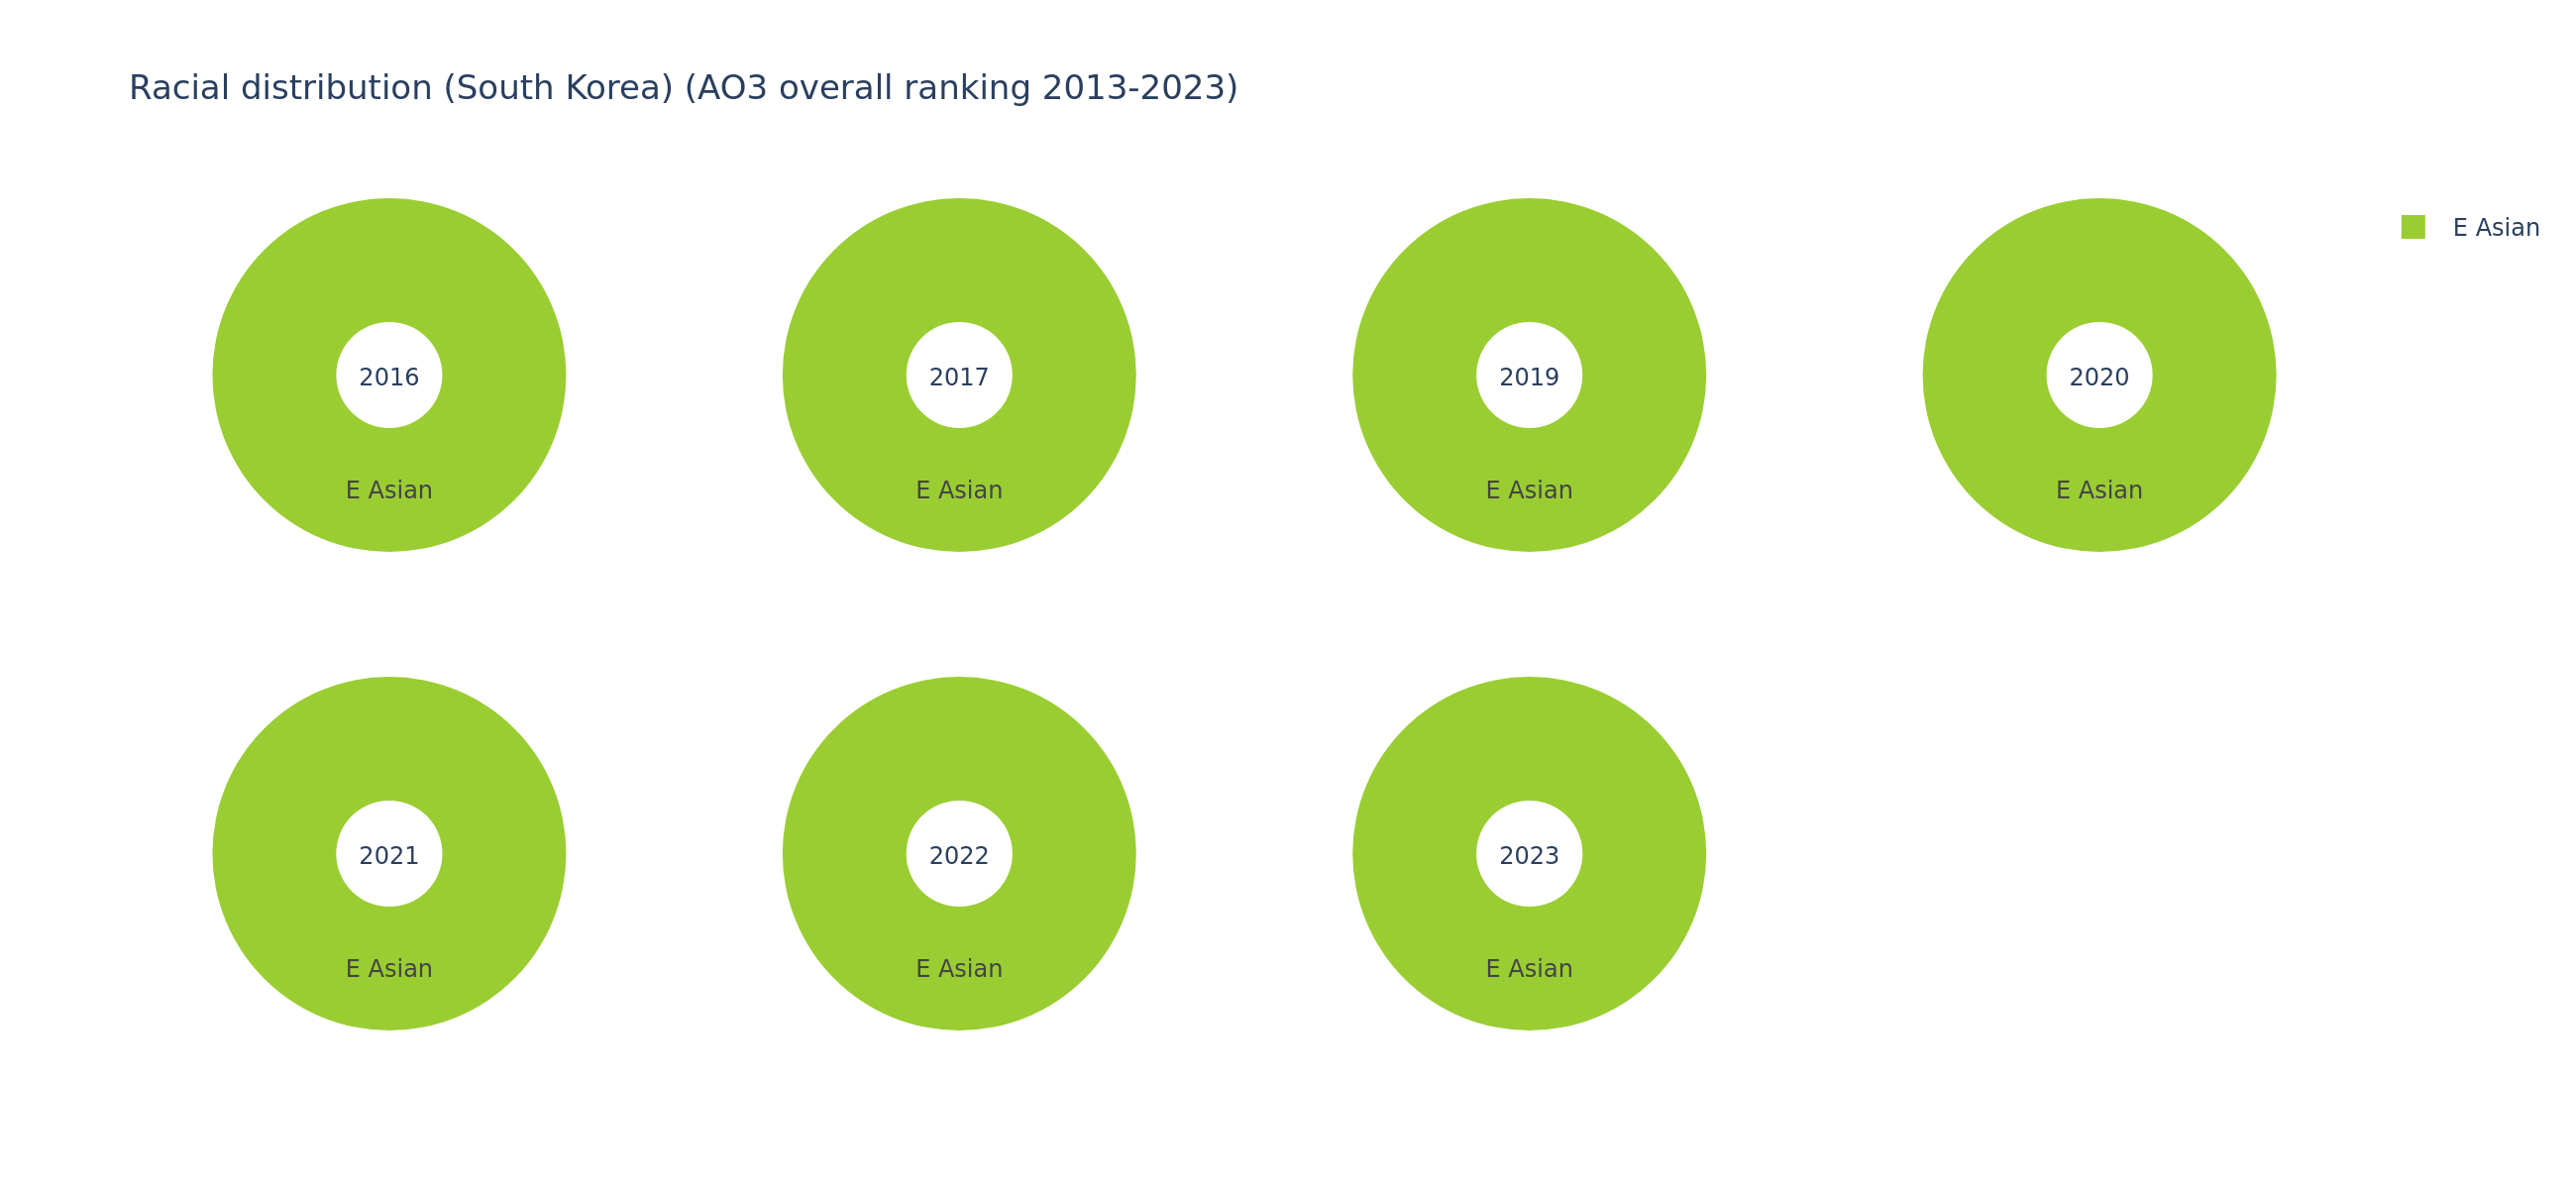 Racial distribution (South Korea) (AO3 overall ranking 2013-2023)
E Asian
2016
2017
2019
2020
E Asian
E Asian
E Asian
E Asian
2021
2022
2023
E Asian
E Asian
E Asian